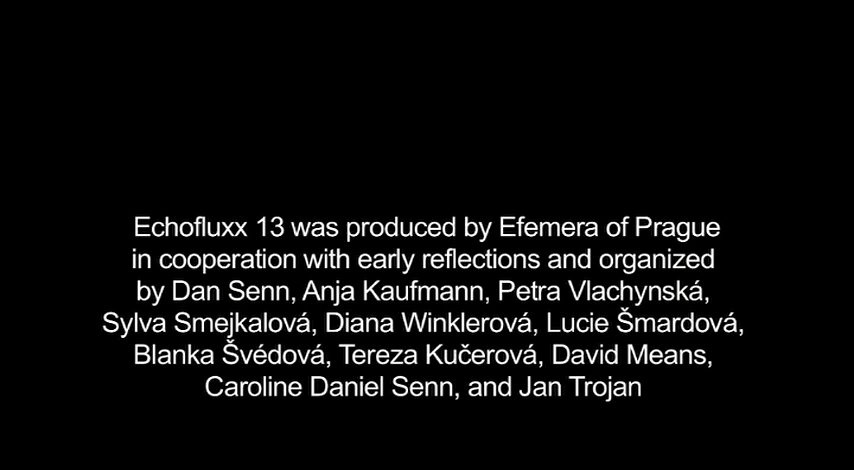 Echofluxx 13 was produced by Efemera of Prague
in cooperation with early reflections and organized
by Dan Senn, Anja Kaufmann, Petra Vlachynská,
Sylva Smejkalová, Diana Winklerová, Lucie Šmardová,
Blanka Švédová, Tereza Kučerová, David Means,
Caroline Daniel Senn, and Jan Trojan